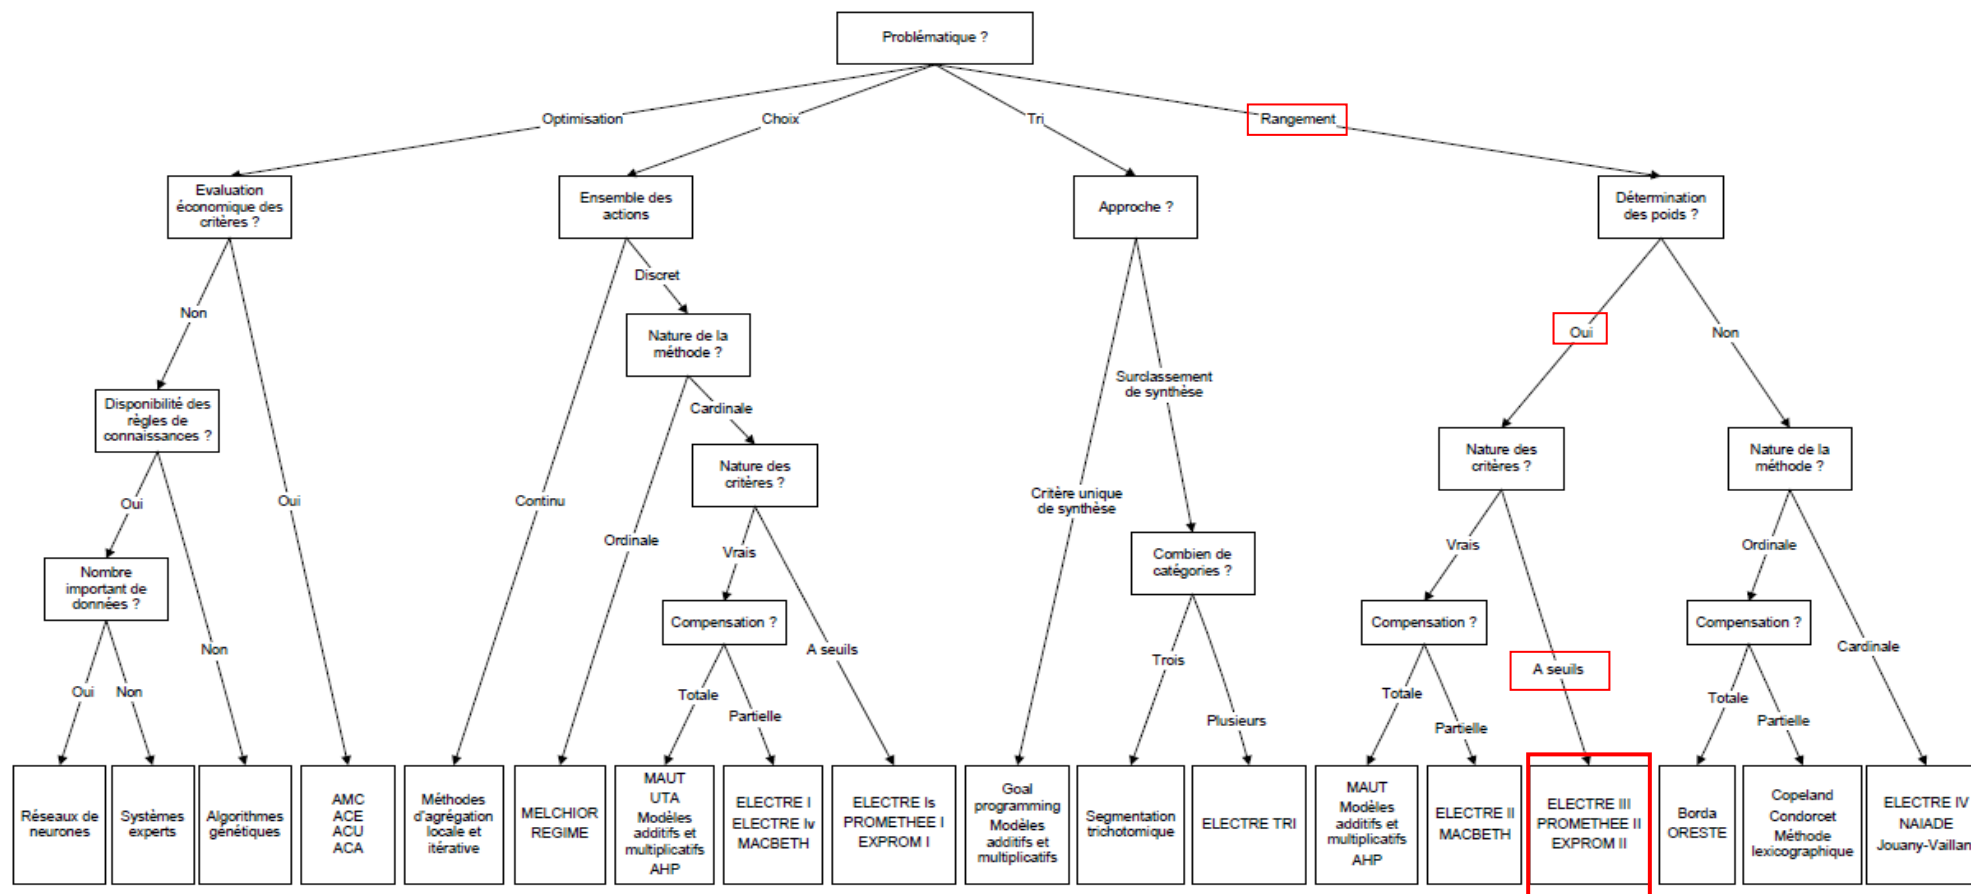 Problématique ?
Optimisation
Choix
Tri
Rangement
Evaluation
économique des
critères ?
Ensemble des
actions
Approche ?
Détermination
des poids ?
Discret
Non
Oui
Non
Nature de la
méthode ?
Surclassement
de synthèse
Disponibilité des
règles de
connaissances ?
Cardinale
Nature des
critères ?
Nature des
critères ?
Nature de la
méthode ?
Oui
Oui
Continu
Critère unique
de synthèse
Ordinale
Vrais
Combien de
catégories ?
Vrais
Ordinale
Nombre
important de
données ?
Compensation ?
Compensation ?
Compensation ?
Non
A seuils
Trois
A seuils
Cardinale
Oui
Non
Totale
Partielle
Plusieurs
Totale
Partielle
Totale
Partielle
Réseaux de
neurones
Systèmes
experts
Algorithmes
génétiques
AMC
ACE
ACU
ACA
Méthodes
d'agrégation
locale et
itérative
MELCHIOR
REGIME
MAUT
UTA
Modèles
additifs et
multiplicatifs
AHP
ELECTRE I
ELECTRE Iv
MACBETH
ELECTRE Is
PROMETHEE I
EXPROM I
Goal
programming
Modèles
additifs et
multiplicatifs
Segmentation
trichotomique
ELECTRE TRI
MAUT
Modèles
additifs et
multiplicatifs
AHP
ELECTRE II
MACBETH
ELECTRE III
PROMETHEE II
EXPROM II
Borda
ORESTE
Copeland
Condorcet
Méthode
lexicographique
ELECTRE IV
NAIADE
Jouany-Vaillan